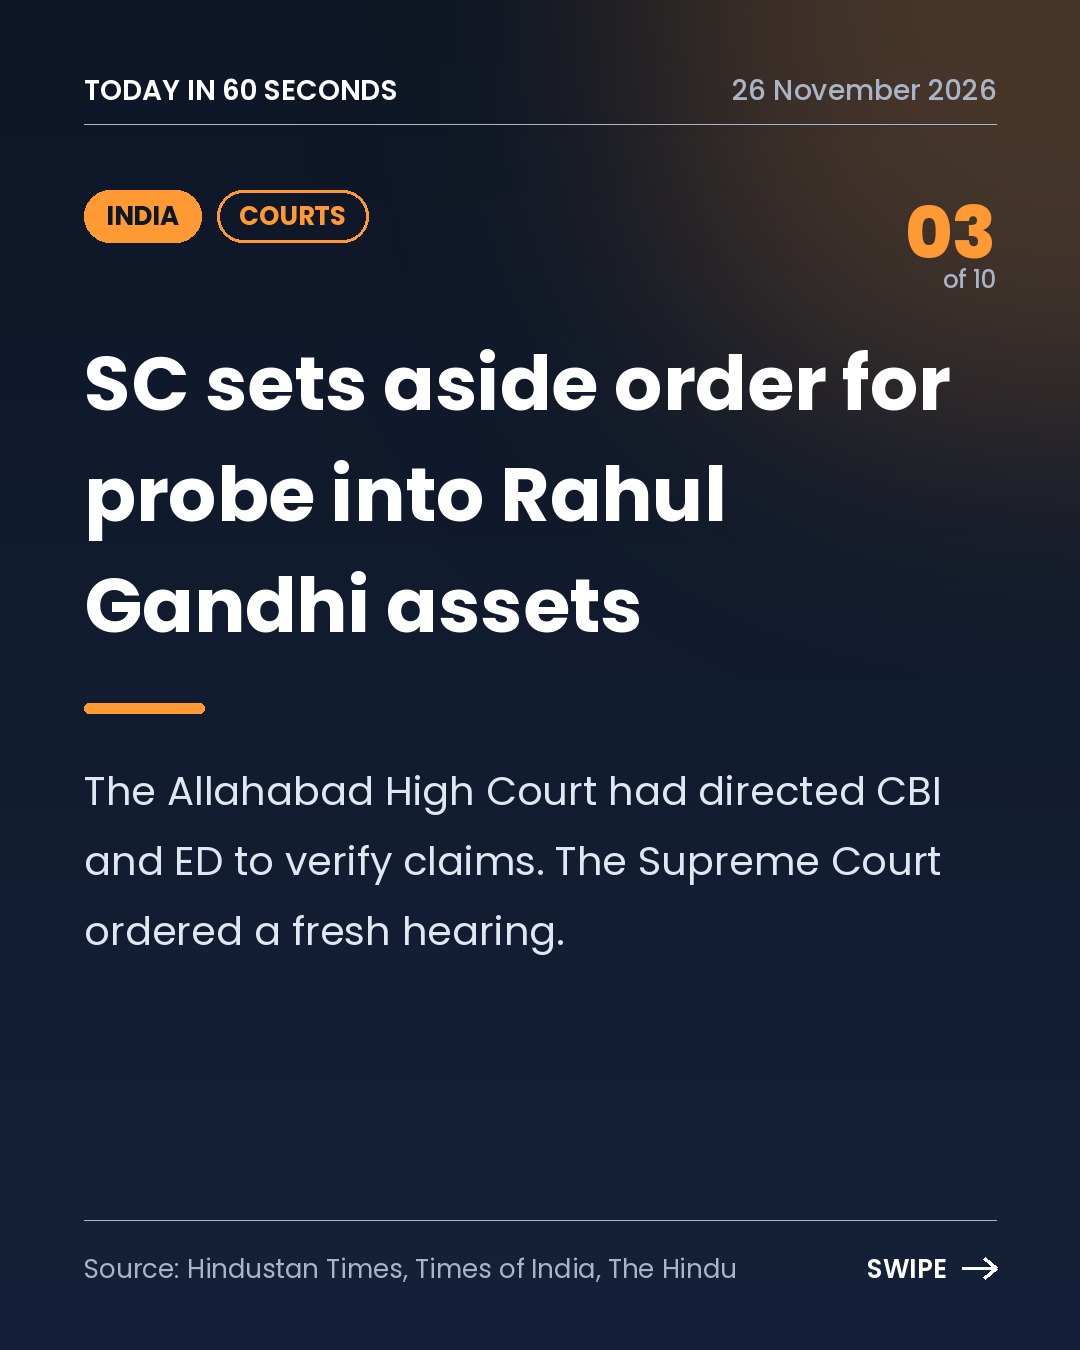 TODAY IN 60 SECONDS
26 November 2026
INDIA
COURTS
03
of 10
SC sets aside order for
probe into Rahul
Gandhi assets
The Allahabad High Court had directed CBI
and ED to verify claims. The Supreme Court
ordered a fresh hearing.
Source: Hindustan Times, Times of India, The Hindu
SWIPE